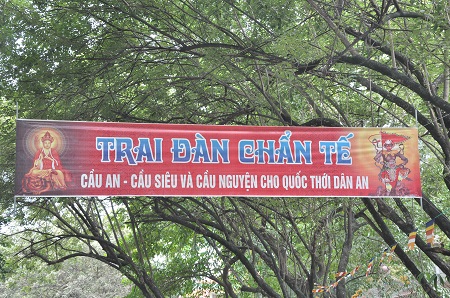 TRAI ĐÀN CHẨN TẾ
CẦU AN - CẦU SIÊU VÀ CẦU NGUYỆN CHO QUỐC THỚI DÂN AN